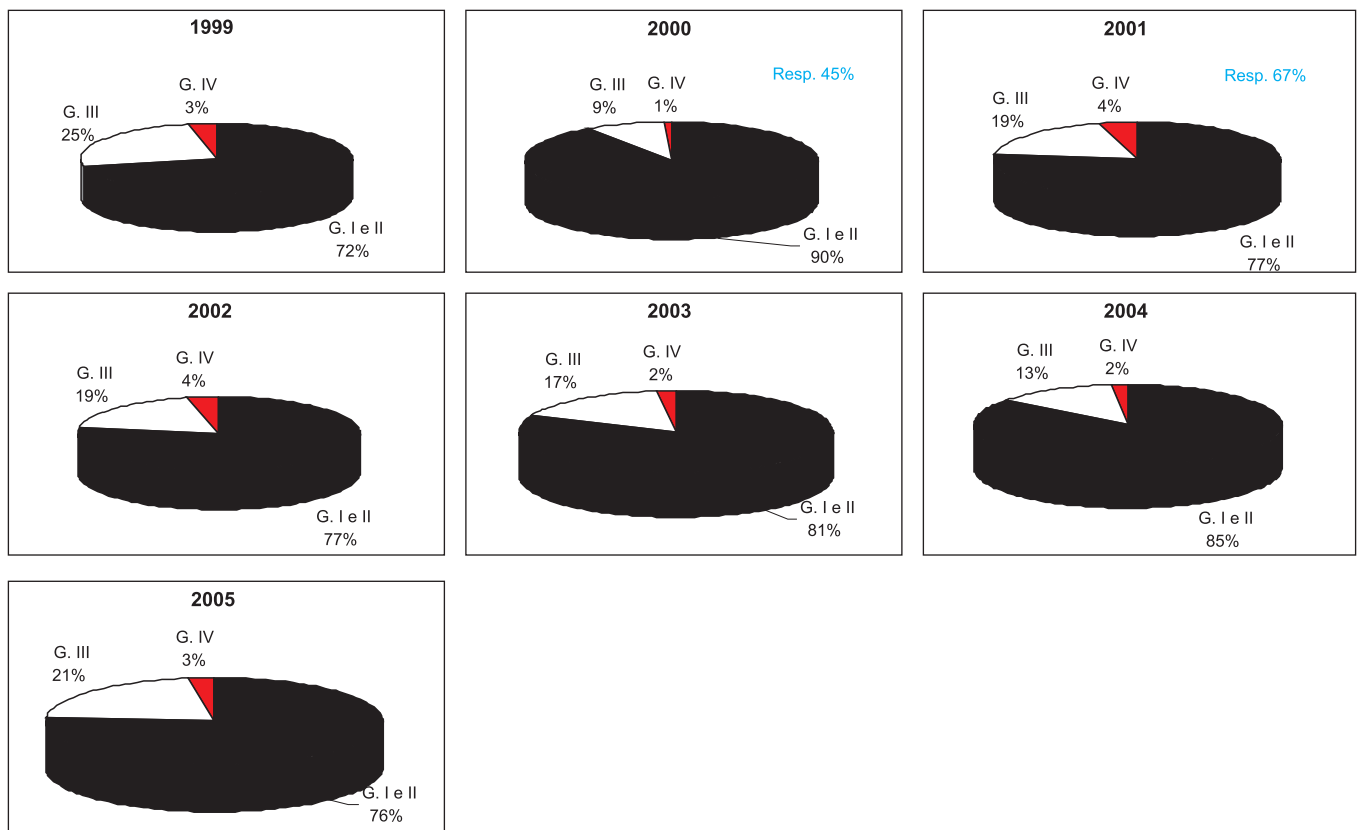 1999
G. IV
3%
G. III
25%
G. I e II
72%
2000
Resp. 45%
G. III
9%
G. IV
1%
G. I e II
90%
2001
Resp. 67%
G. III
19%
G. IV
4%
G. I e II
77%
2002
G. III
19%
G. IV
4%
G. I e II
77%
2003
G. III
17%
G. IV
2%
G. I e II
81%
2004
G. III
13%
G. IV
2%
G. I e II
85%
2005
G. III
21%
G. IV
3%
G. I e II
76%